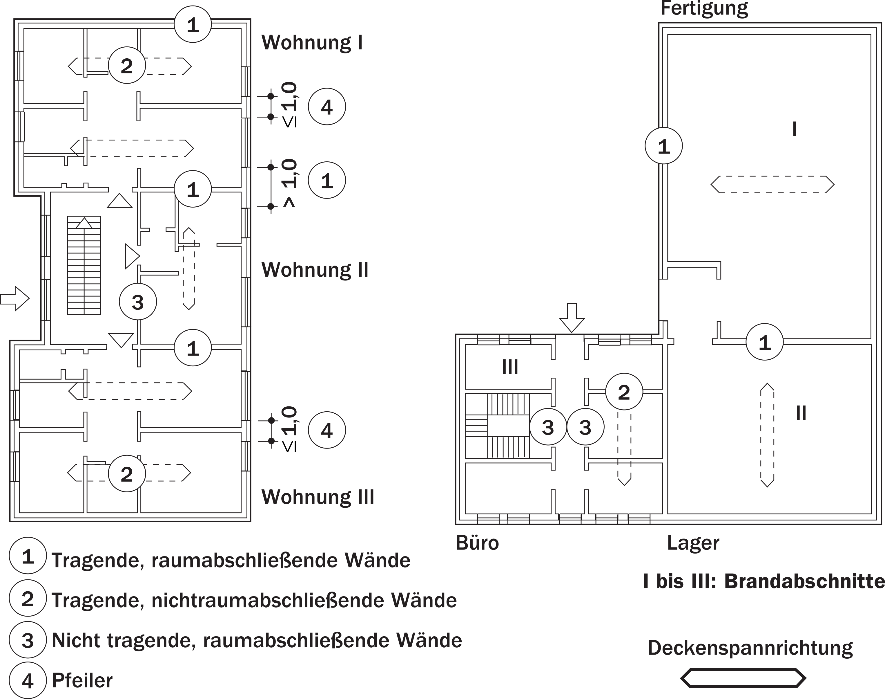 Fertigung
1
Wohnung I
2
≤ 1,0
4
I
1
> 1,0
1
1
Wohnung II
3
1
1
III
2
II
≤ 1,0
4
3
3
2
Wohnung III
Büro
Lager
1 Tragende, raumabschließende Wände
I bis III: Brandabschnitte
2 Tragende, nichtraumabschließende Wände
3 Nicht tragende, raumabschließende Wände
Deckenspannrichtung
4 Pfeiler